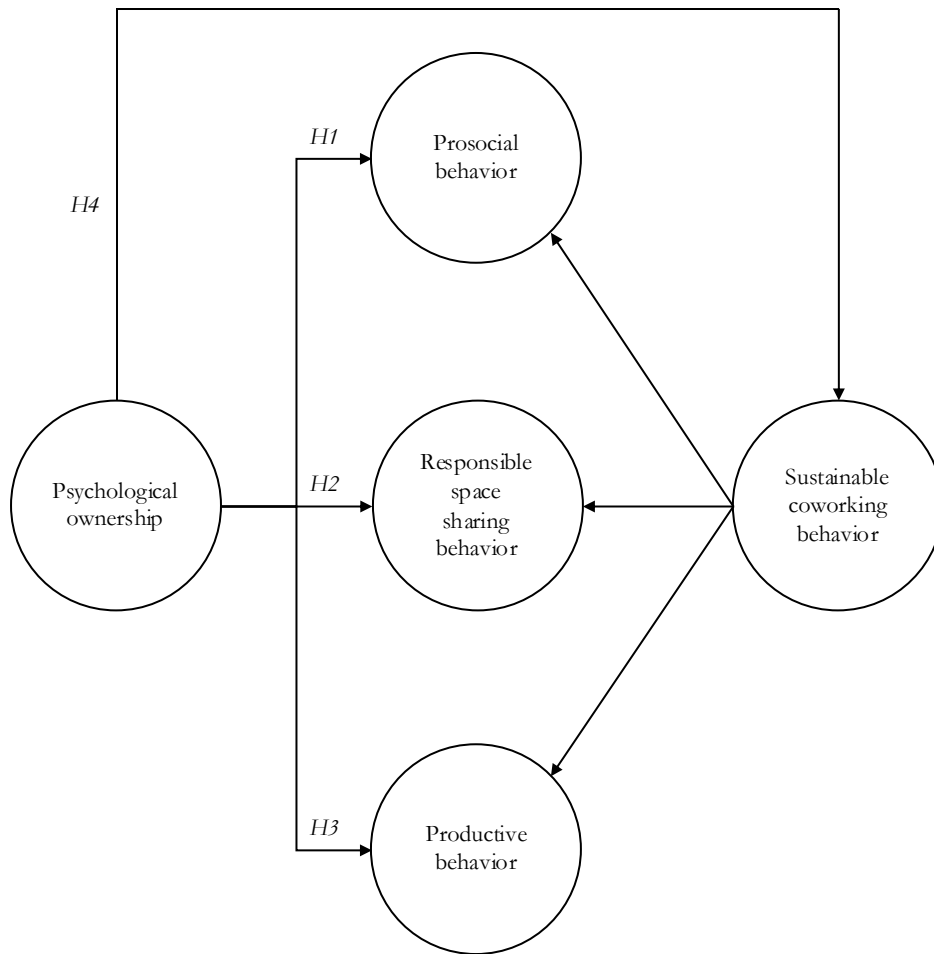 H1
Prosocial
behavior
H4
Psychological
ownership
H2
Responsible
space
sharing
behavior
Sustainable
coworking
behavior
H3
Productive
behavior